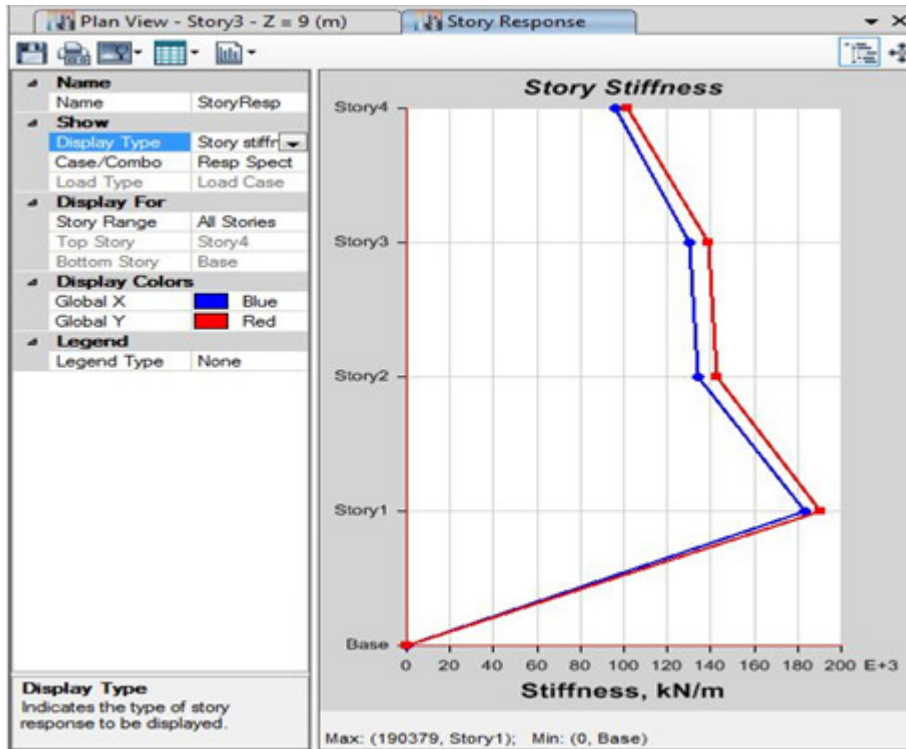 Plan View - Story3 - Z = 9 (m)
Story Response
Name
Name StoryResp
Show
Display Type Story stiffr
Case/Combo Resp Spect
Load Type Load Case
Display For
Story Range All Stories
Top Story Story4
Bottom Story Base
Display Colors
Global X Blue
Global Y Red
Legend
Legend Type None
Display Type
Indicates the type of story
response to be displayed.
Story Stiffness
Story4
Story3
Story2
Story1
Base
0 20 40 60 80 100 120 140 160 180 200 E+3
Stiffness, kN/m
Max: (190379, Story1); Min: (0, Base)